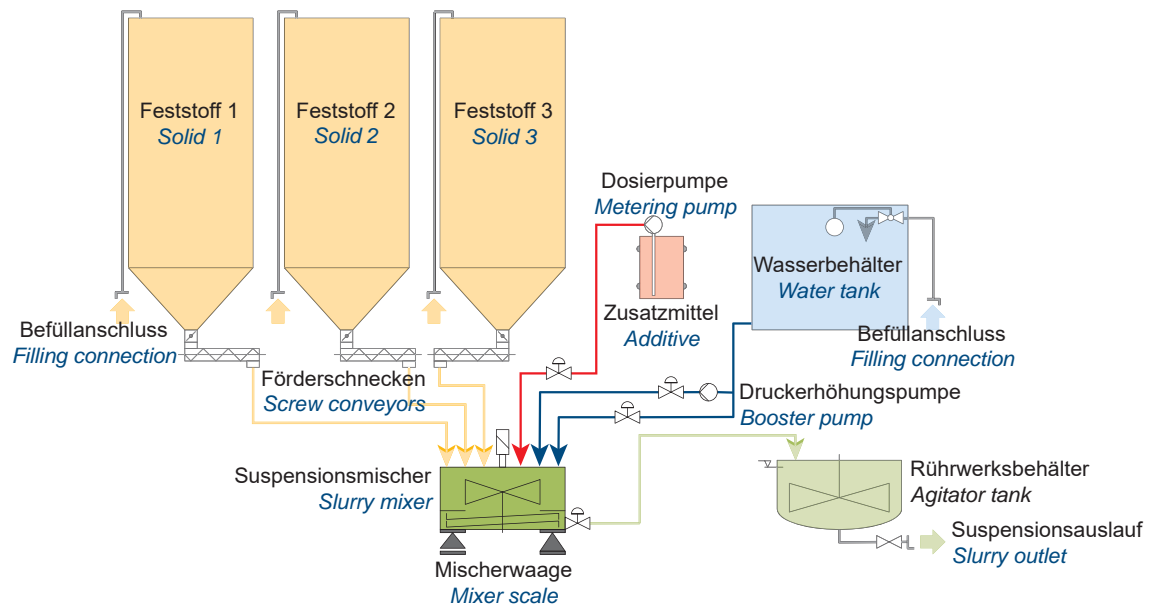 Feststoff 1
Solid 1
Feststoff 2
Solid 2
Feststoff 3
Solid 3
Dosierpumpe
Metering pump
Wasserbehälter
Water tank
Zusatzmittel
Additive
Befüllanschluss
Filling connection
Befüllanschluss
Filling connection
Förderschnecken
Screw conveyors
Druckerhöhungspumpe
Booster pump
Suspensionsmischer
Slurry mixer
Rührwerksbehälter
Agitator tank
Suspensionsauslauf
Slurry outlet
Mischerwaage
Mixer scale